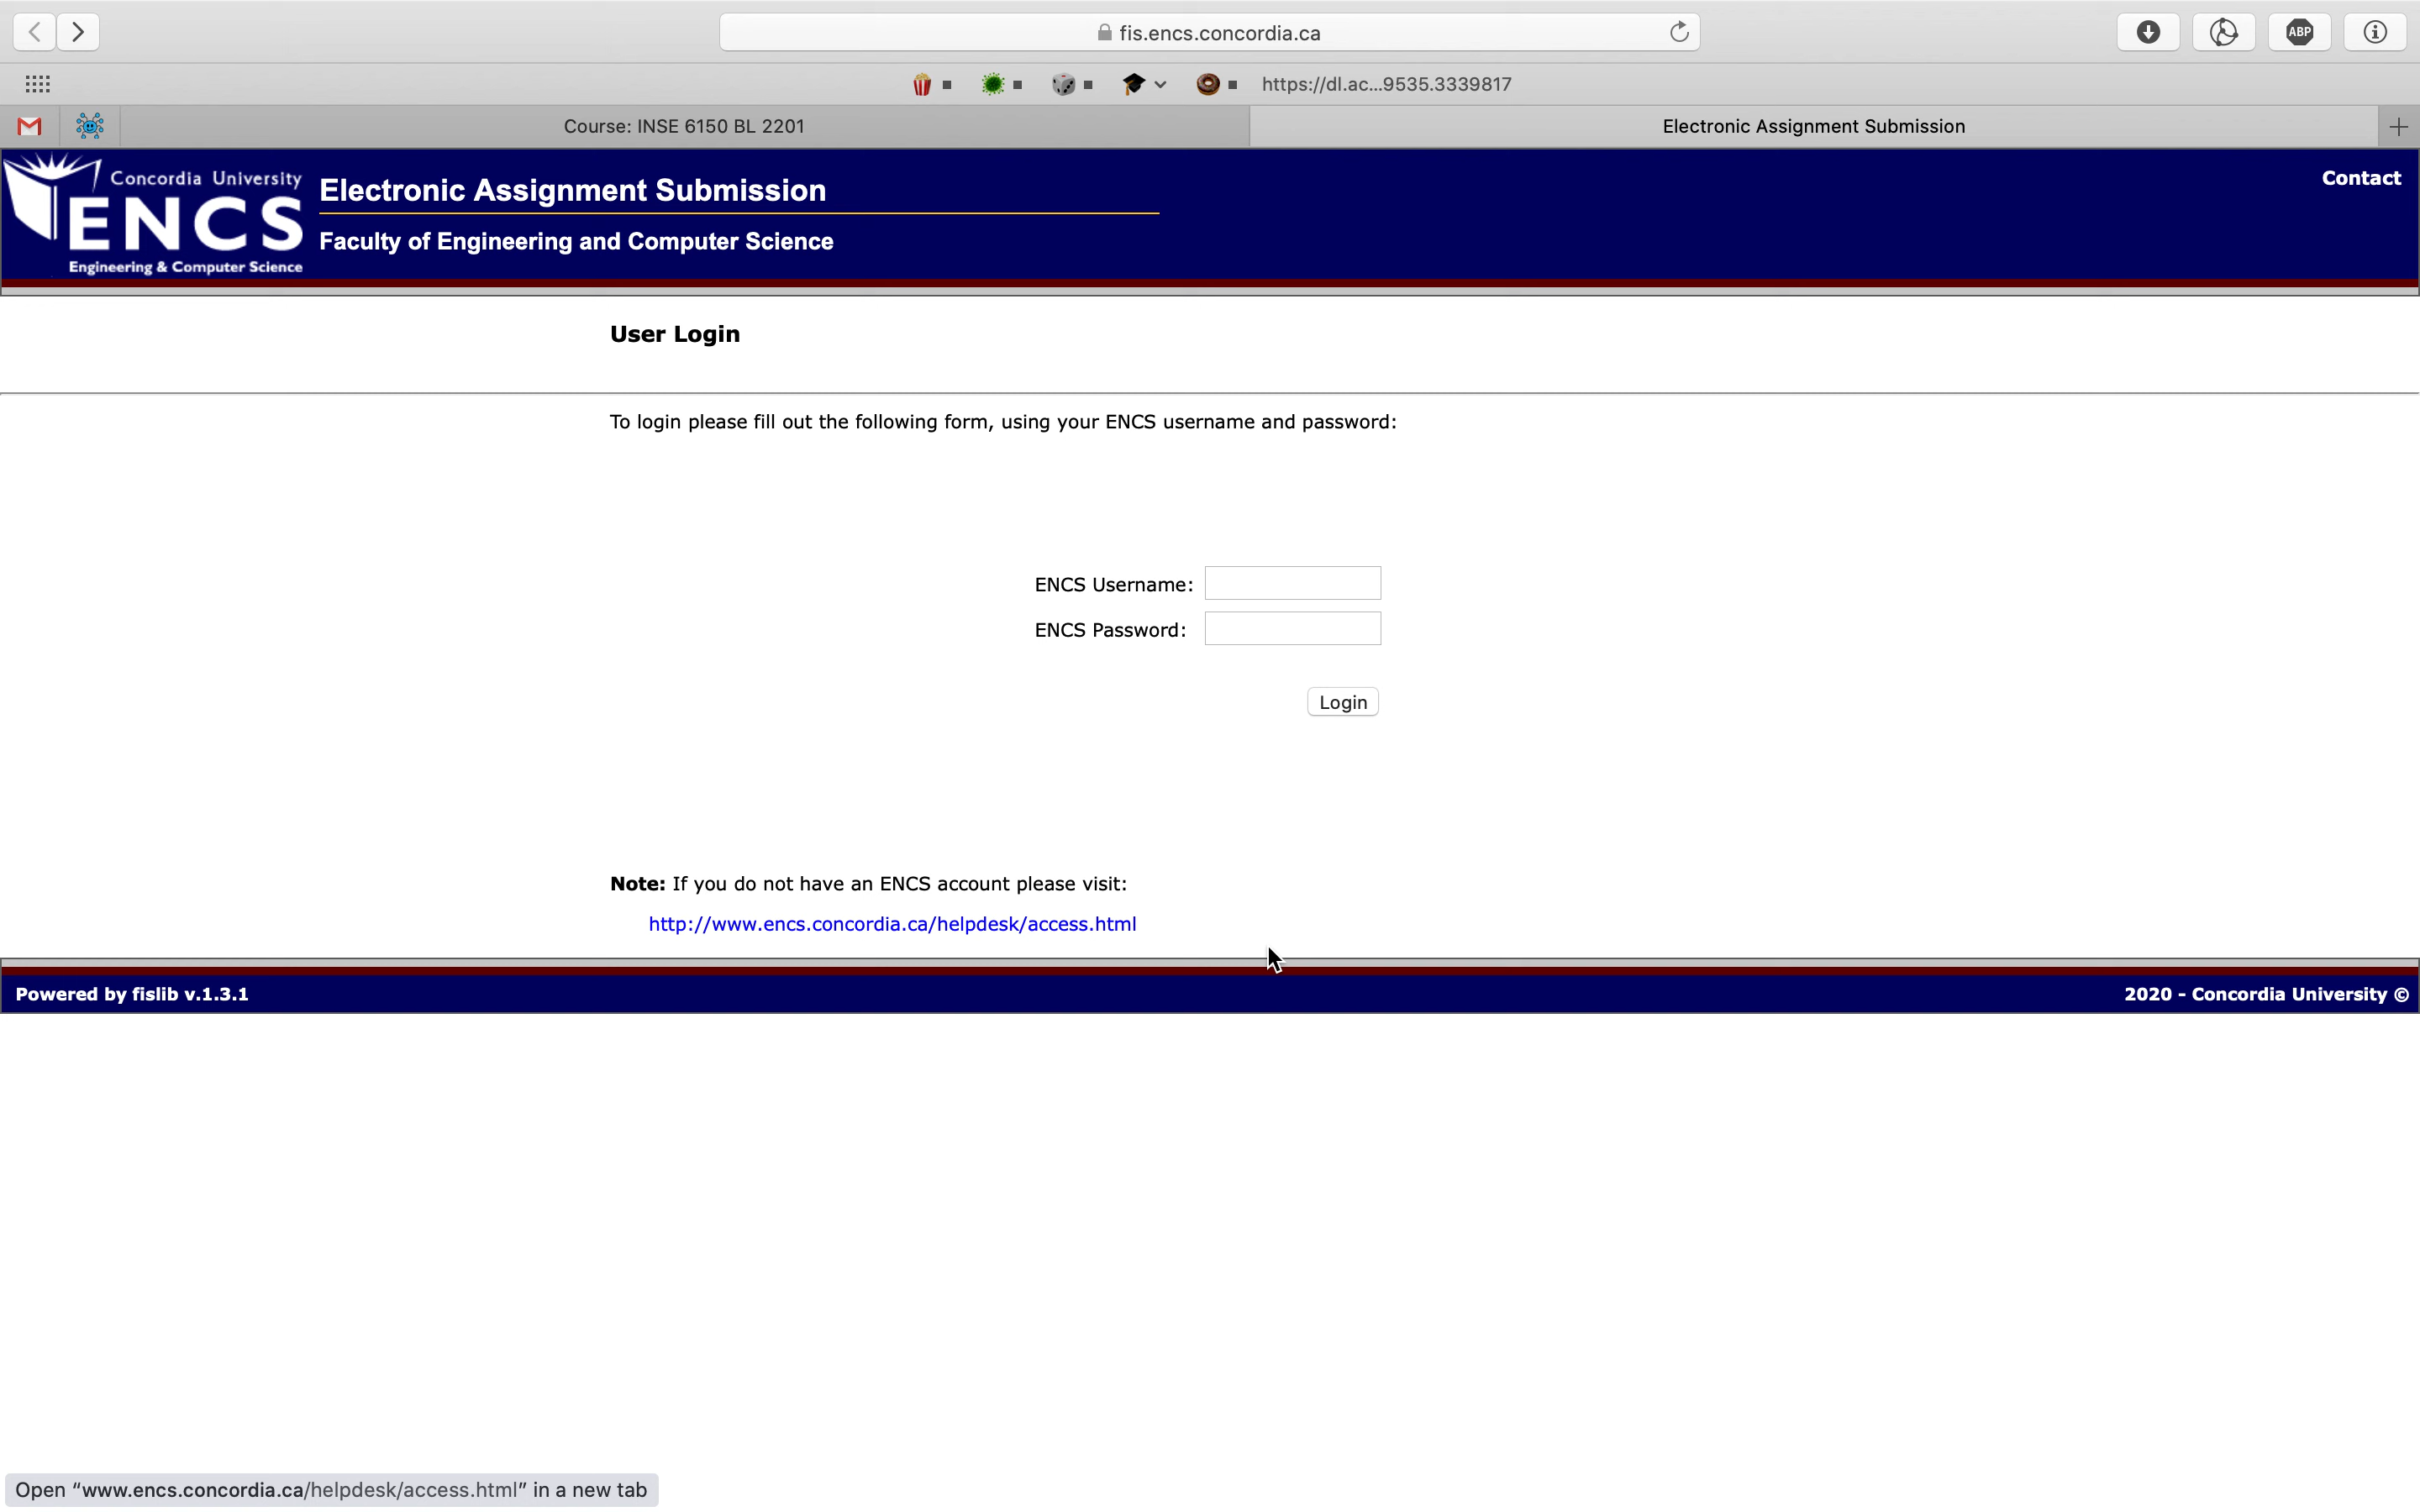 fis.encs.concordia.ca
ABP
https://dl.ac...9535.3339817
Course: INSE 6150 BL 2201
Electronic Assignment Submission
Concordia University
ENCS
Engineering & Computer Science
Electronic Assignment Submission
Faculty of Engineering and Computer Science
Contact
User Login
To login please fill out the following form, using your ENCS username and password:
ENCS Username:
ENCS Password:
Login
Note: If you do not have an ENCS account please visit:
http://www.encs.concordia.ca/helpdesk/access.html
Powered by fislib v.1.3.1
2020 - Concordia University ©
Open “www.encs.concordia.ca/helpdesk/access.html” in a new tab